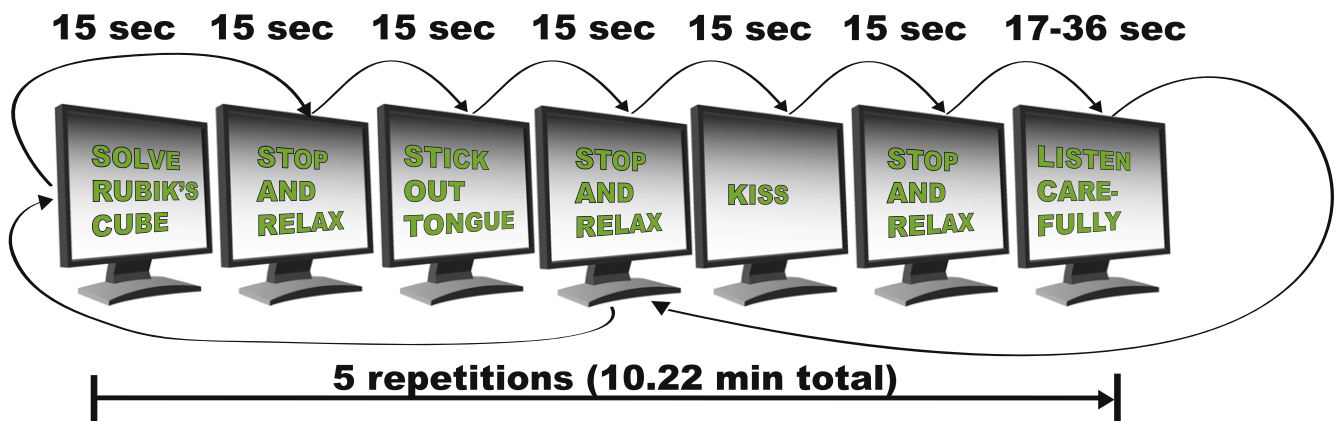 15 sec 15 sec 15 sec 15 sec 15 sec 15 sec 17-36 sec
SOLVE
RUBIK'S
CUBE
STOP
AND
RELAX
STICK
OUT
TONGUE
STOP
AND
RELAX
KISS
STOP
AND
RELAX
LISTEN
CARE-
FULLY
5 repetitions (10.22 min total)